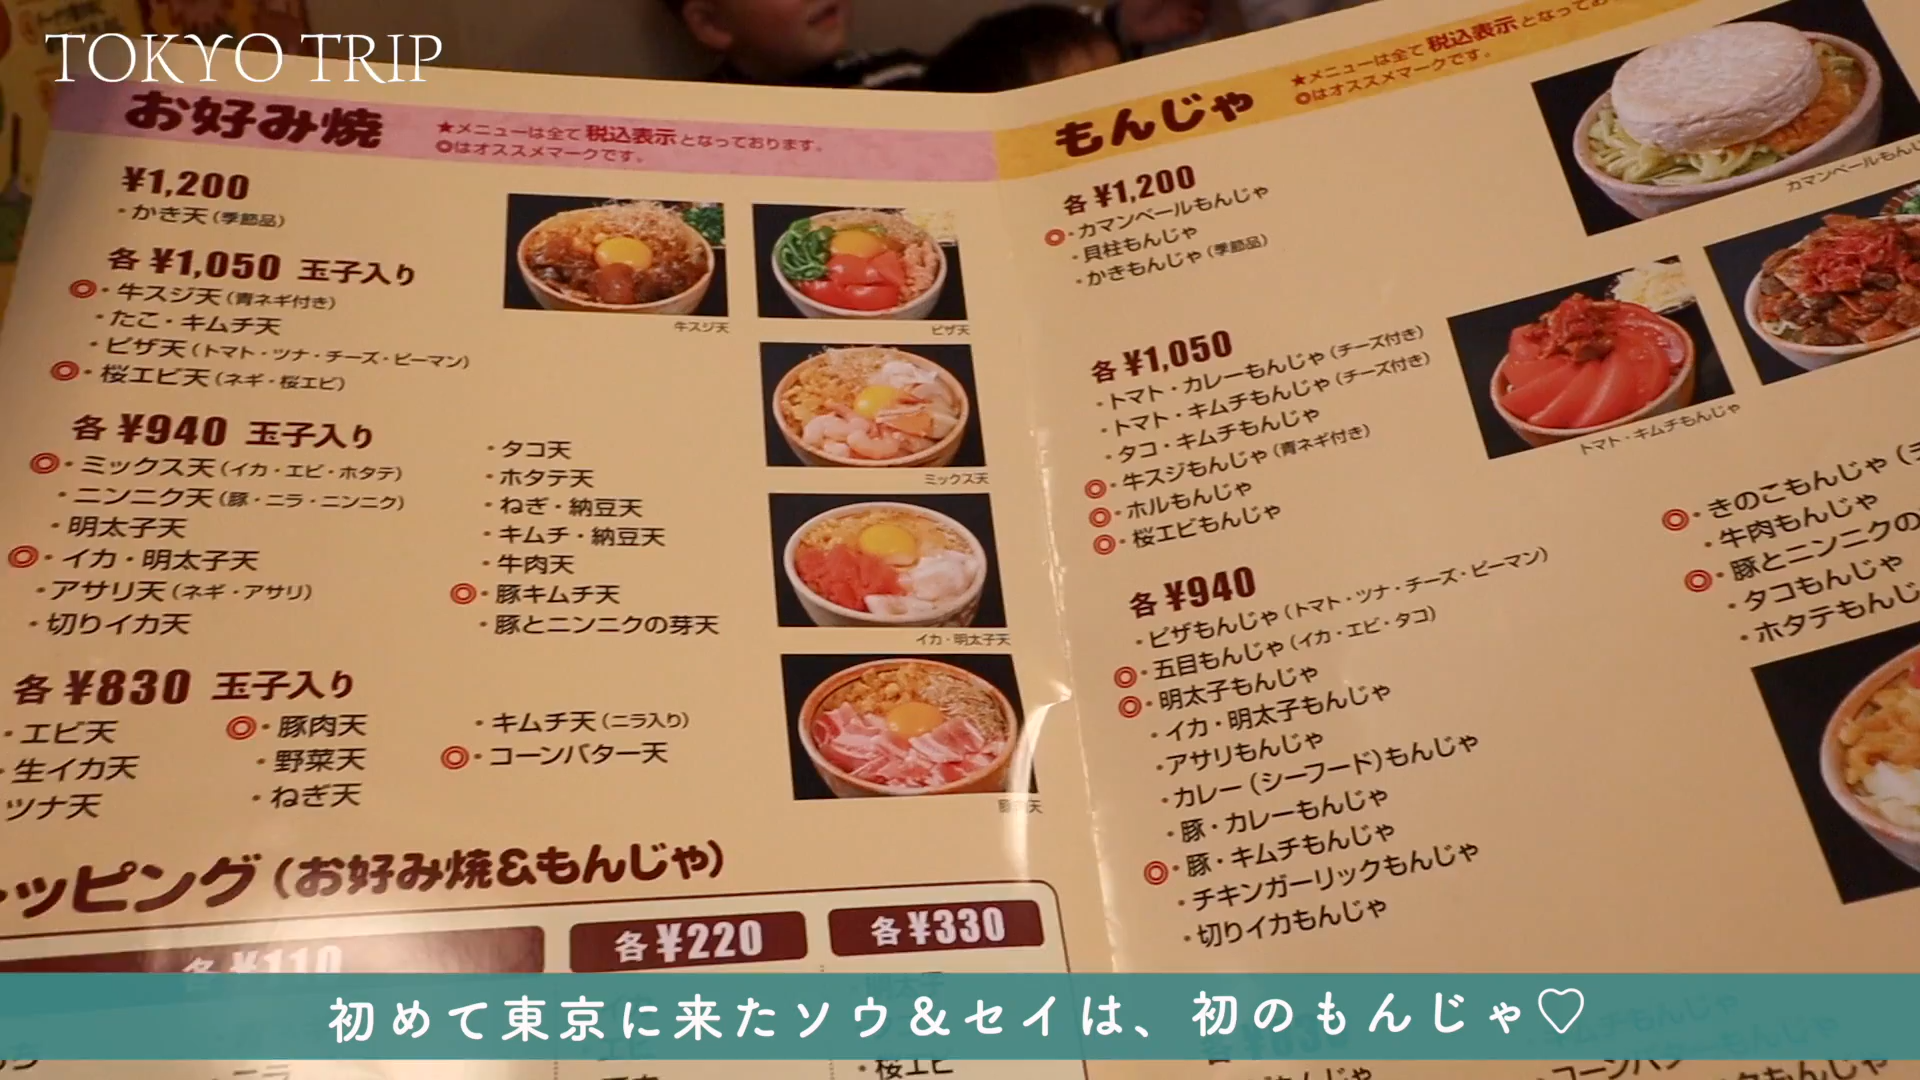 TOKYO TRIP
お好み焼
★メニューは全て税込表示となっております。
◎はオススメマークです。
¥1,200
・かき天(季節品)
各 ¥1,050 玉子入り
◎・牛スジ天(青ネギ付き)
・たこ・キムチ天
・ピザ天(トマト・ツナ・チーズ・ピーマン)
◎・桜エビ天(ネギ・桜エビ)
各 ¥940 玉子入り
◎・ミックス天(イカ・エビ・ホタテ)
・ニンニク天(豚・ニラ・ニンニク)
・明太子天
◎・イカ・明太子天
・アサリ天(ネギ・アサリ)
・切りイカ天
・タコ天
・ホタテ天
・ねぎ・納豆天
・キムチ・納豆天
・牛肉天
◎・豚キムチ天
・豚とニンニクの芽天
各 ¥830 玉子入り
・エビ天
・生イカ天
ツナ天
◎・豚肉天
・野菜天
・ねぎ天
・キムチ天(ニラ入り)
◎・コーンバター天
牛スジ天
ピザ天
ミックス天
イカ・明太子天
ッピング(お好み焼&もんじゃ)
各¥110
各¥220
各¥330
・桜エビ
もんじゃ
★メニューは全て税込表示となってお
◎はオススメマークです。
各 ¥1,200
◎・カマンベールもんじゃ
・貝柱もんじゃ
・かきもんじゃ(季節品)
各 ¥1,050
・トマト・カレーもんじゃ(チーズ付き)
・トマト・キムチもんじゃ(チーズ付き)
・タコ・キムチもんじゃ
◎・牛スジもんじゃ(青ネギ付き)
◎・ホルもんじゃ
◎・桜エビもんじゃ
各 ¥940
・ピザもんじゃ(トマト・ツナ・チーズ・ピーマン)
◎・五目もんじゃ(イカ・エビ・タコ)
◎・明太子もんじゃ
・イカ・明太子もんじゃ
・アサリもんじゃ
・カレー(シーフード)もんじゃ
・豚・カレーもんじゃ
◎・豚・キムチもんじゃ
・チキンガーリックもんじゃ
・切りイカもんじゃ
◎・きのこもんじゃ(
・牛肉もんじゃ
◎・豚とニンニクの
・タコもんじゃ
・ホタテもんじ
カマンベールもんじ
トマト・キムチもんじゃ
初めて東京に来たソウ&セイは、初のもんじゃ♡